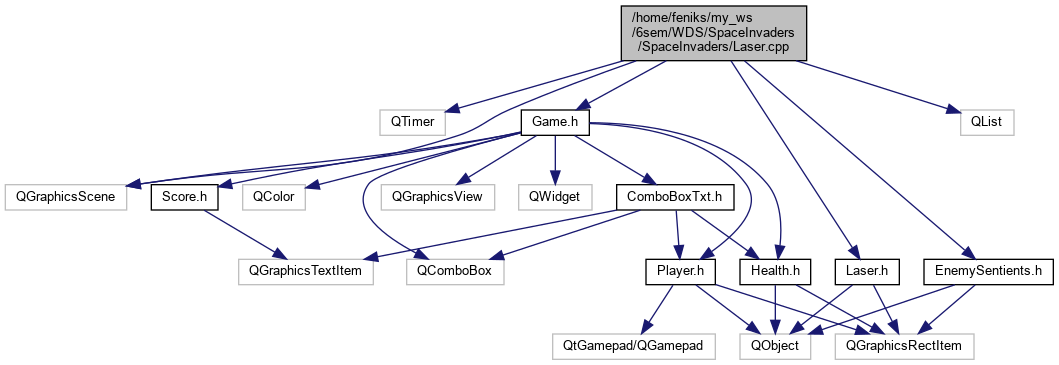 /home/feniks/my_ws
/6sem/WDS/SpaceInvaders
/SpaceInvaders/Laser.cpp
QTimer
Game.h
QList
QGraphicsScene
Score.h
QColor
QGraphicsView
QWidget
ComboBoxTxt.h
QGraphicsTextItem
QComboBox
Player.h
Health.h
Laser.h
EnemySentients.h
QtGamepad/QGamepad
QObject
QGraphicsRectItem